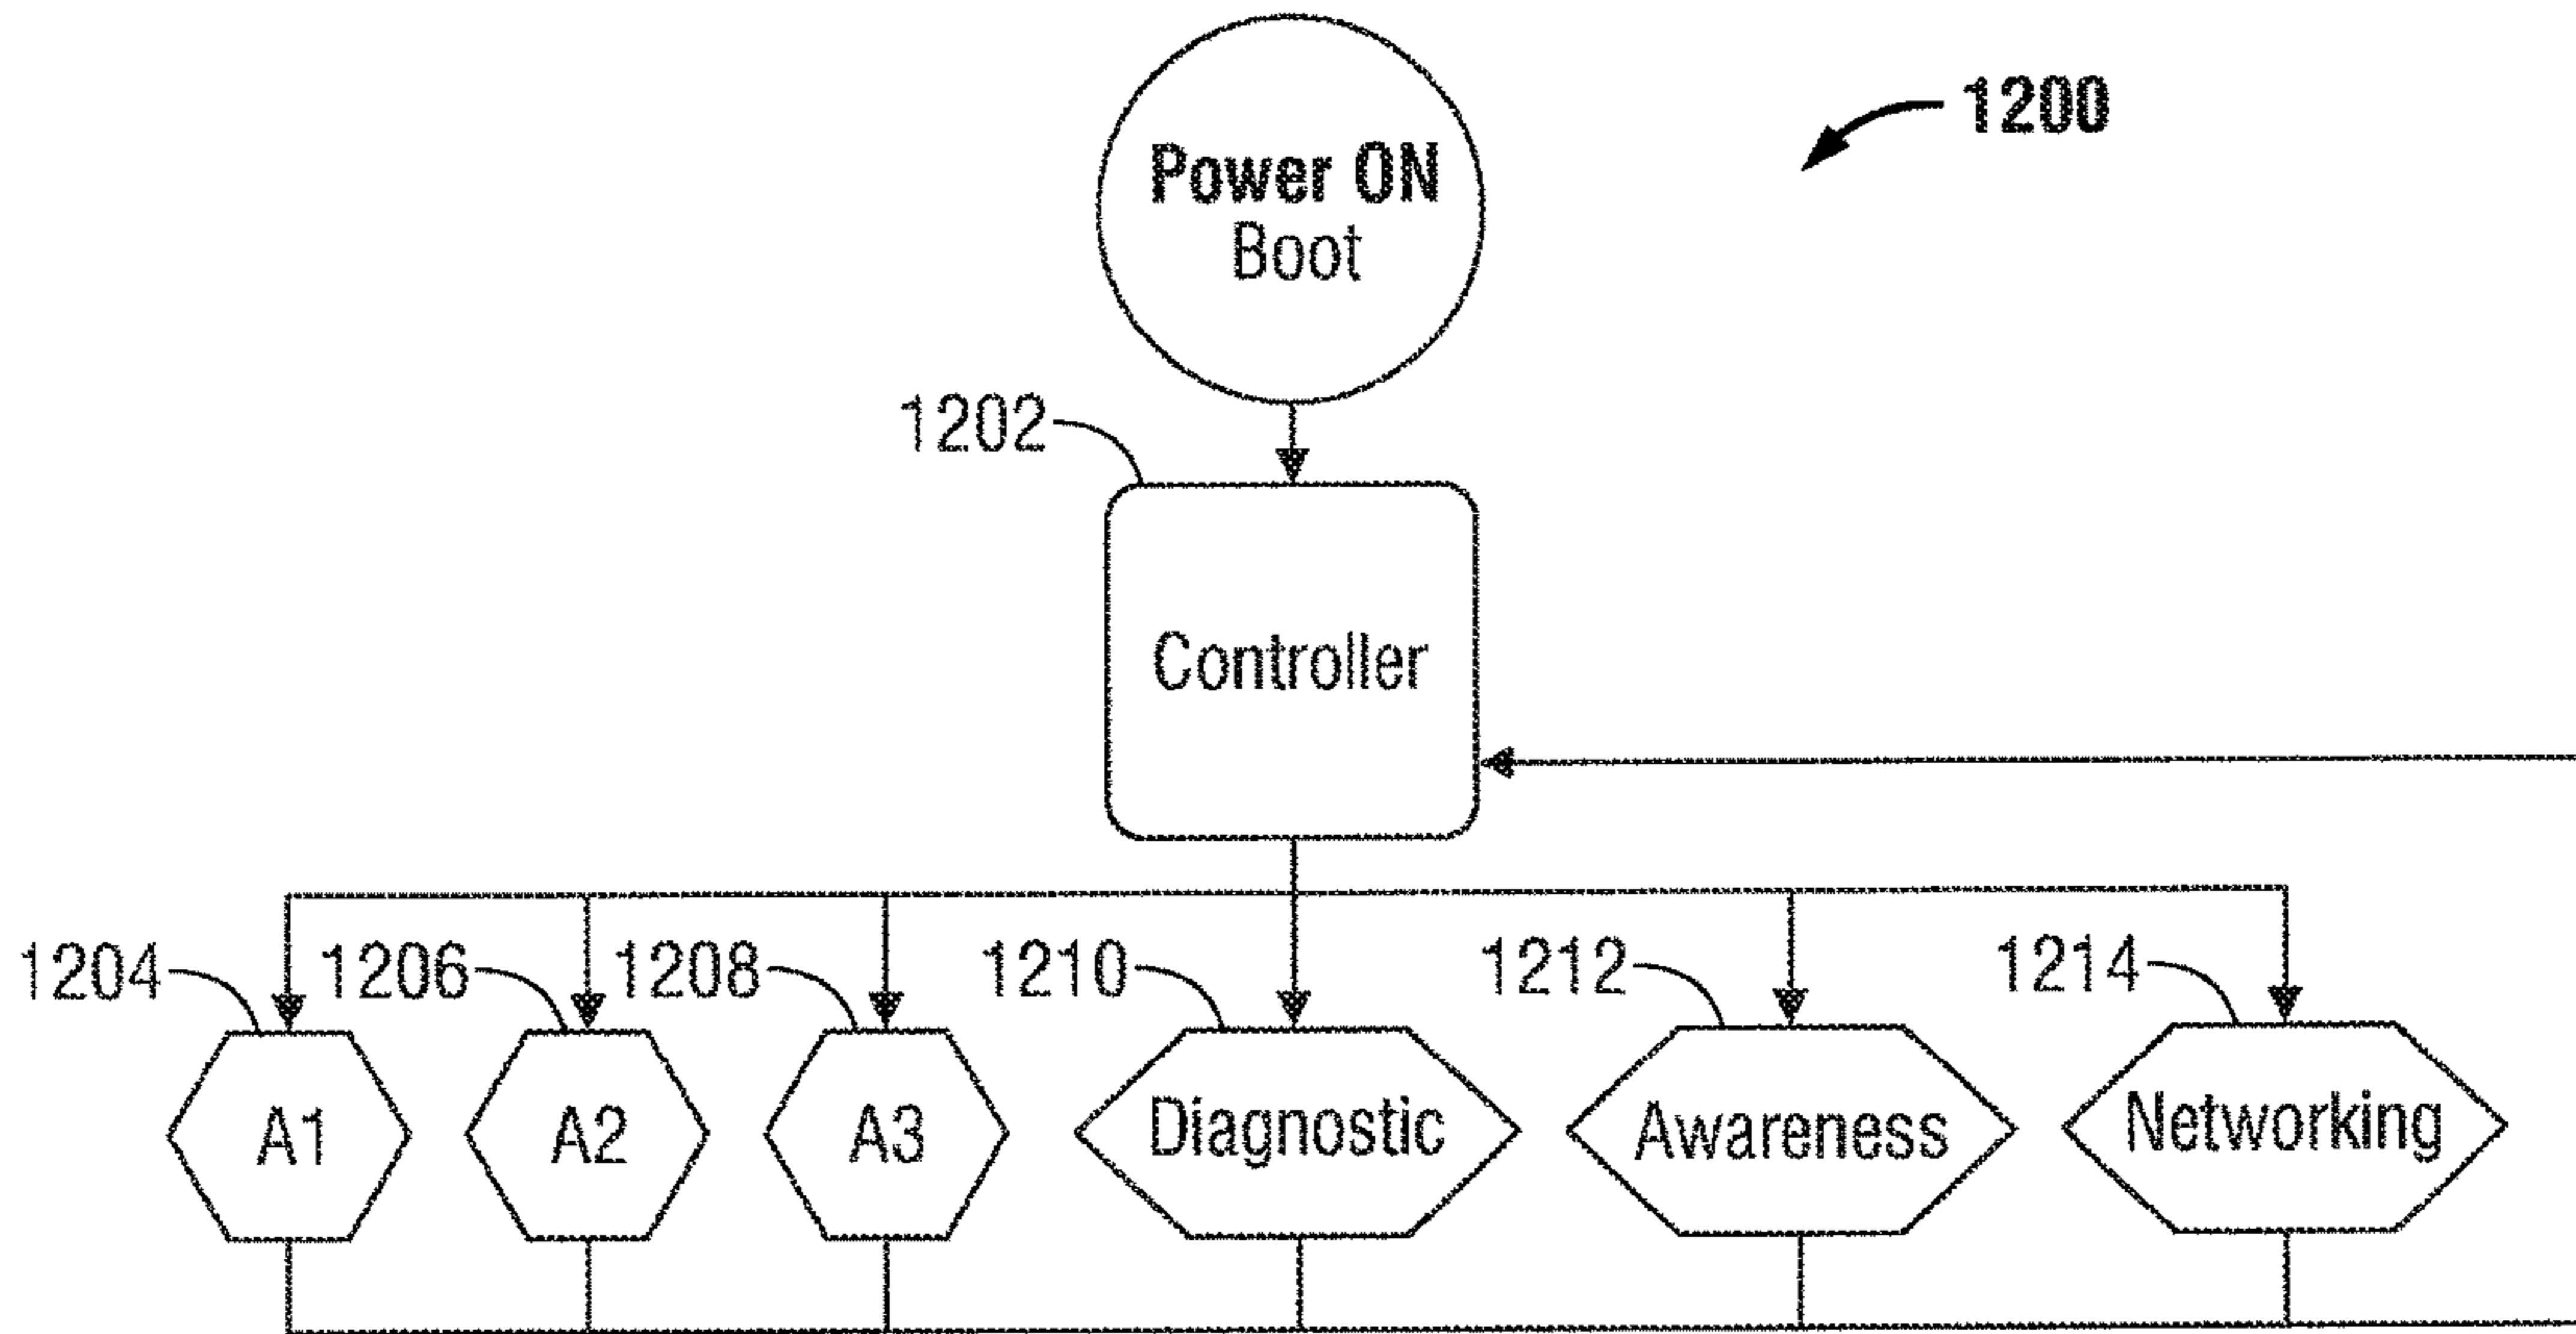 1200
Power ON
Boot
1202
Controller
1204
1206
1208
1210
1212
1214
A1
A2
A3
Diagnostic
Awareness
Networking